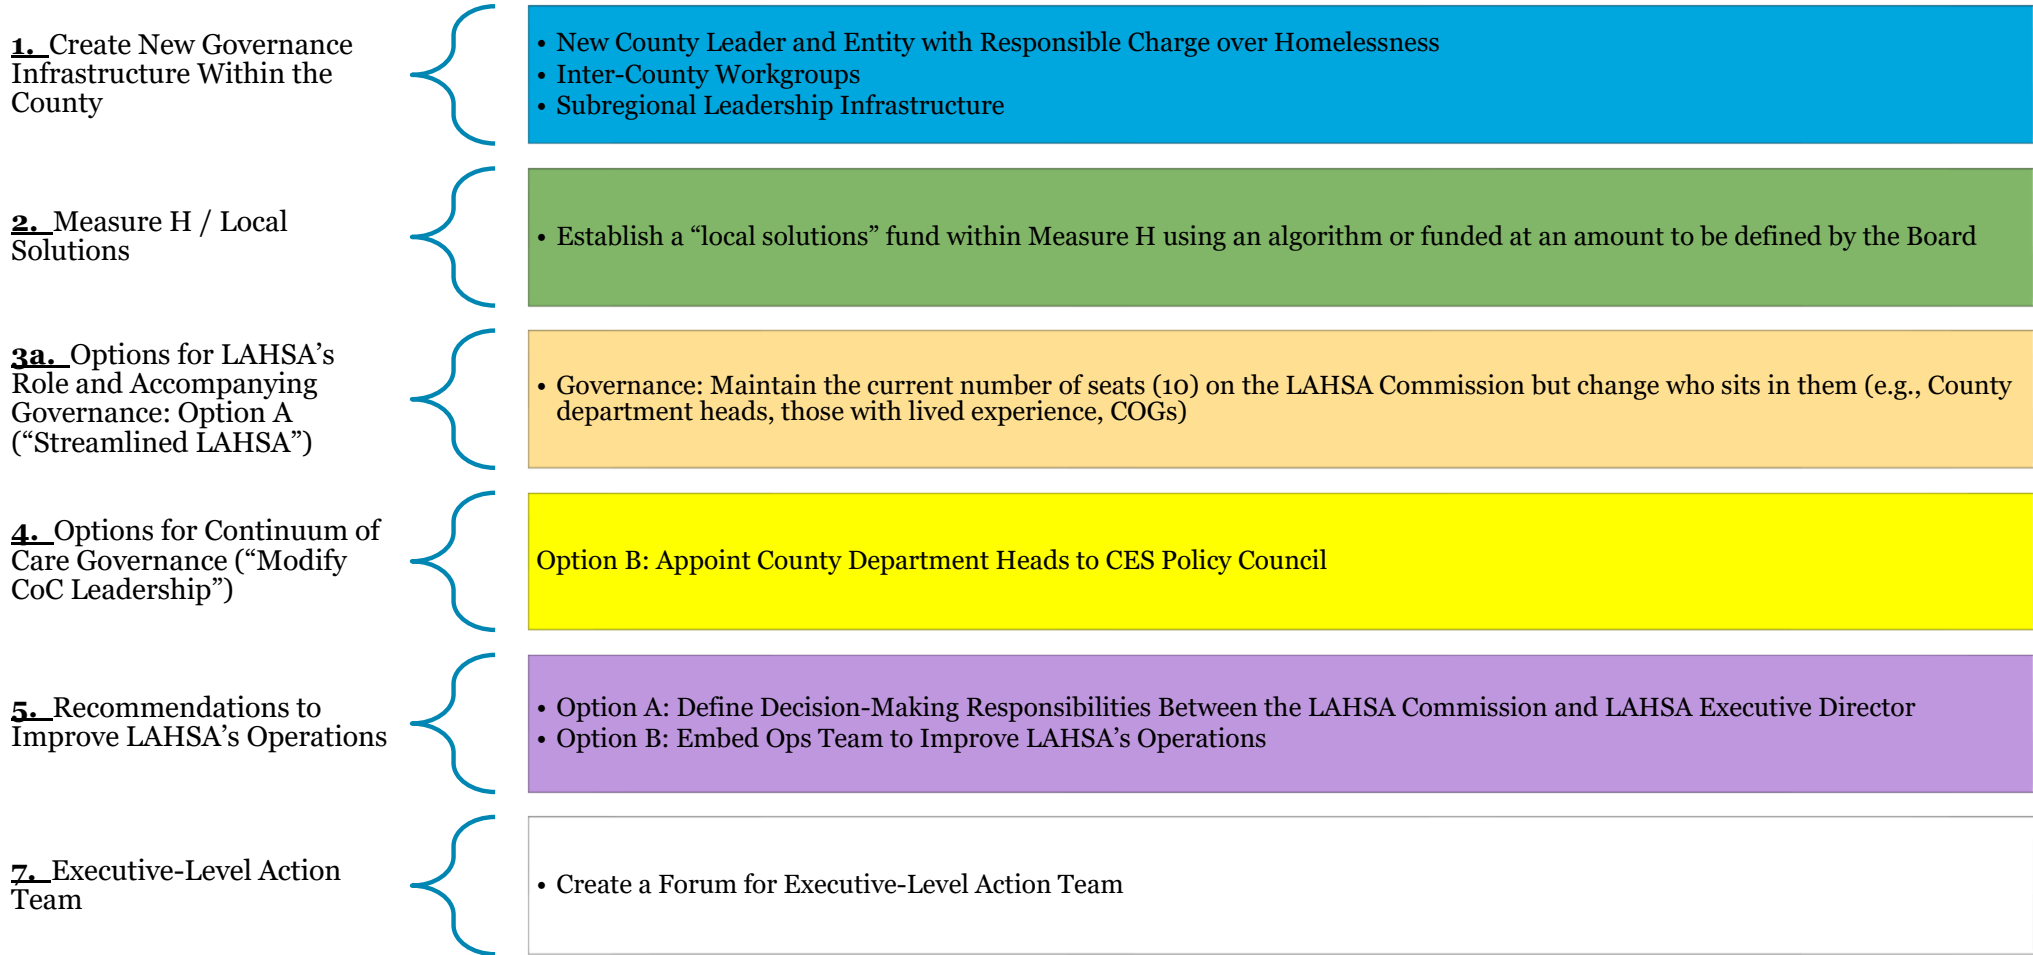 1. Create New Governance
Infrastructure Within the
County
• New County Leader and Entity with Responsible Charge over Homelessness
• Inter-County Workgroups
• Subregional Leadership Infrastructure
2. Measure H / Local
Solutions
• Establish a “local solutions” fund within Measure H using an algorithm or funded at an amount to be defined by the Board
3a. Options for LAHSA’s
Role and Accompanying
Governance: Option A
(“Streamlined LAHSA”)
• Governance: Maintain the current number of seats (10) on the LAHSA Commission but change who sits in them (e.g., County
department heads, those with lived experience, COGs)
4. Options for Continuum of
Care Governance (“Modify
CoC Leadership”)
Option B: Appoint County Department Heads to CES Policy Council
5. Recommendations to
Improve LAHSA’s Operations
• Option A: Define Decision-Making Responsibilities Between the LAHSA Commission and LAHSA Executive Director
• Option B: Embed Ops Team to Improve LAHSA’s Operations
7. Executive-Level Action
Team
• Create a Forum for Executive-Level Action Team